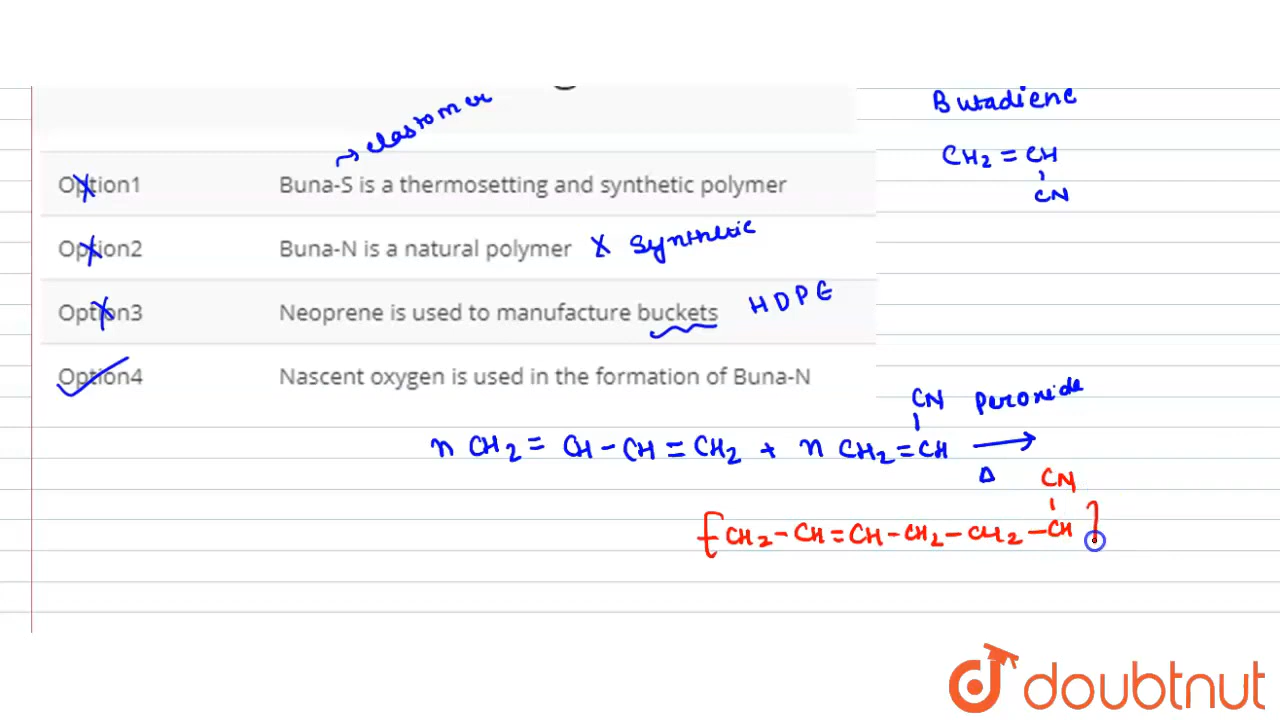 Butadiene
→ elastomer
CH2 = CH
CN
Option1 Buna-S is a thermosetting and synthetic polymer
Option2 Buna-N is a natural polymer X Synthetic
Option3 Neoprene is used to manufacture buckets HDPE
Option4 Nascent oxygen is used in the formation of Buna-N
CN Peroxide
n CH2 = CH - CH = CH2 + n CH2 = CH →
Δ
CN
[CH2 - CH = CH - CH2 - CH2 - CH]
doubtnut